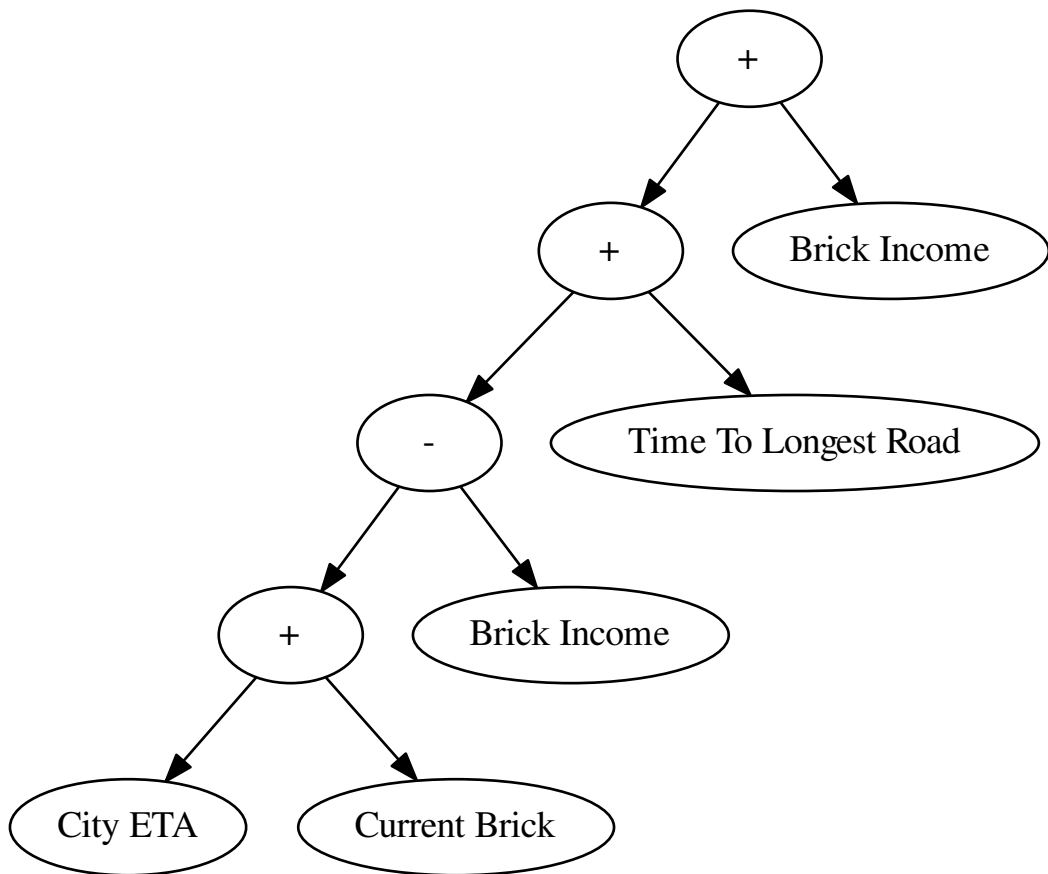 +
+
Brick Income
-
Time To Longest Road
+
Brick Income
City ETA
Current Brick